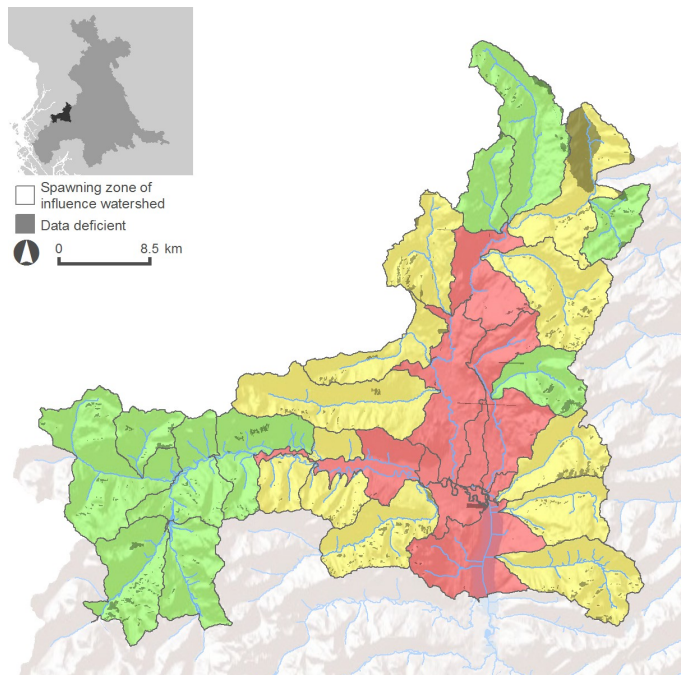 Spawning zone of
influence watershed
Data deficient
0 8.5 km